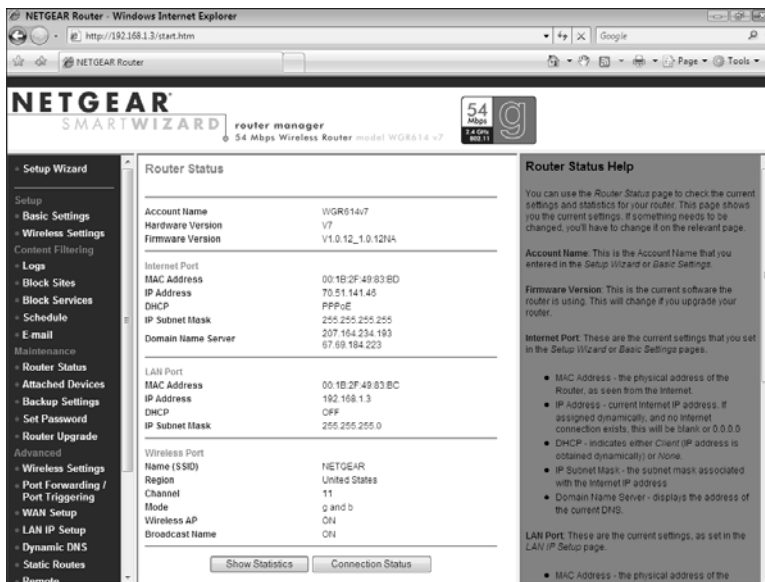 NETGEAR Router - Windows Internet Explorer
http://192.168.1.3/start.htm
Google
NETGEAR Router
Page
Tools
NETGEAR
SMARTWIZARD router manager
54 Mbps Wireless Router model WGR614 v7
54
Mbps
2.4 GHz
802.11
g
Setup Wizard
Setup
Basic Settings
Wireless Settings
Content Filtering
Logs
Block Sites
Block Services
Schedule
E-mail
Maintenance
Router Status
Attached Devices
Backup Settings
Set Password
Router Upgrade
Advanced
Wireless Settings
Port Forwarding /
Port Triggering
WAN Setup
LAN IP Setup
Dynamic DNS
Static Routes
Remote
Router Status
Account Name WGR614v7
Hardware Version V7
Firmware Version V1.0.12_1.0.12NA
Internet Port
MAC Address 00:1B:2F:49:83:BD
IP Address 70.51.141.46
DHCP PPPoE
IP Subnet Mask 255.255.255.255
Domain Name Server 207.164.234.193
67.69.184.223
LAN Port
MAC Address 00:1B:2F:49:83:BC
IP Address 192.168.1.3
DHCP OFF
IP Subnet Mask 255.255.255.0
Wireless Port
Name (SSID) NETGEAR
Region United States
Channel 11
Mode g and b
Wireless AP ON
Broadcast Name ON
Show Statistics Connection Status
Router Status Help
You can use the Router Status page to check the current
settings and statistics for your router. This page shows
you the current settings. If something needs to be
changed, you'll have to change it on the relevant page.
Account Name: This is the Account Name that you
entered in the Setup Wizard or Basic Settings.
Firmware Version: This is the current software the
router is using. This will change if you upgrade your
router.
Internet Port: These are the current settings that you set
in the Setup Wizard or Basic Settings pages.
MAC Address - the physical address of the
Router, as seen from the Internet.
IP Address - current Internet IP address. If
assigned dynamically, and no Internet
connection exists, this will be blank or 0.0.0.0
DHCP - indicates either Client (IP address is
obtained dynamically) or None.
IP Subnet Mask - the subnet mask associated
with the Internet IP address
Domain Name Server - displays the address of
the current DNS.
LAN Port: These are the current settings, as set in the
LAN IP Setup page.
MAC Address - the physical address of the